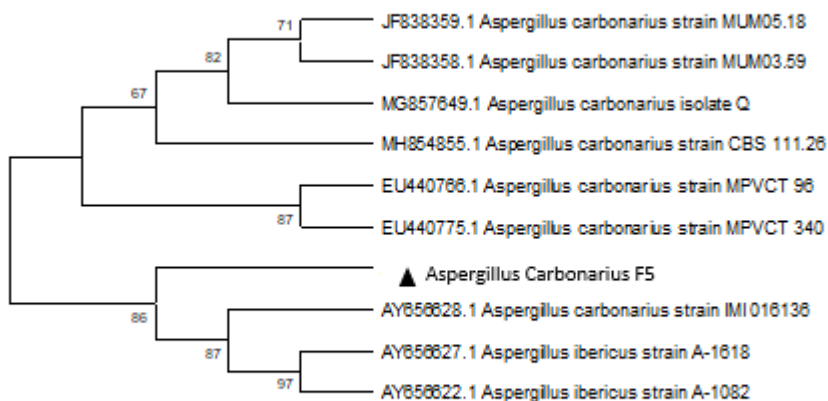 71
JF838359.1 Aspergillus carbonarius strain MUM05.18
82
JF838358.1 Aspergillus carbonarius strain MUM03.59
67
MG857649.1 Aspergillus carbonarius isolate Q
MH854855.1 Aspergillus carbonarius strain CBS 111.26
EU440766.1 Aspergillus carbonarius strain MPVCT 96
87
EU440775.1 Aspergillus carbonarius strain MPVCT 340
▲ Aspergillus Carbonarius F5
86
AY656628.1 Aspergillus carbonarius strain IMI 016136
87
AY656627.1 Aspergillus ibericus strain A-1618
97
AY656622.1 Aspergillus ibericus strain A-1082